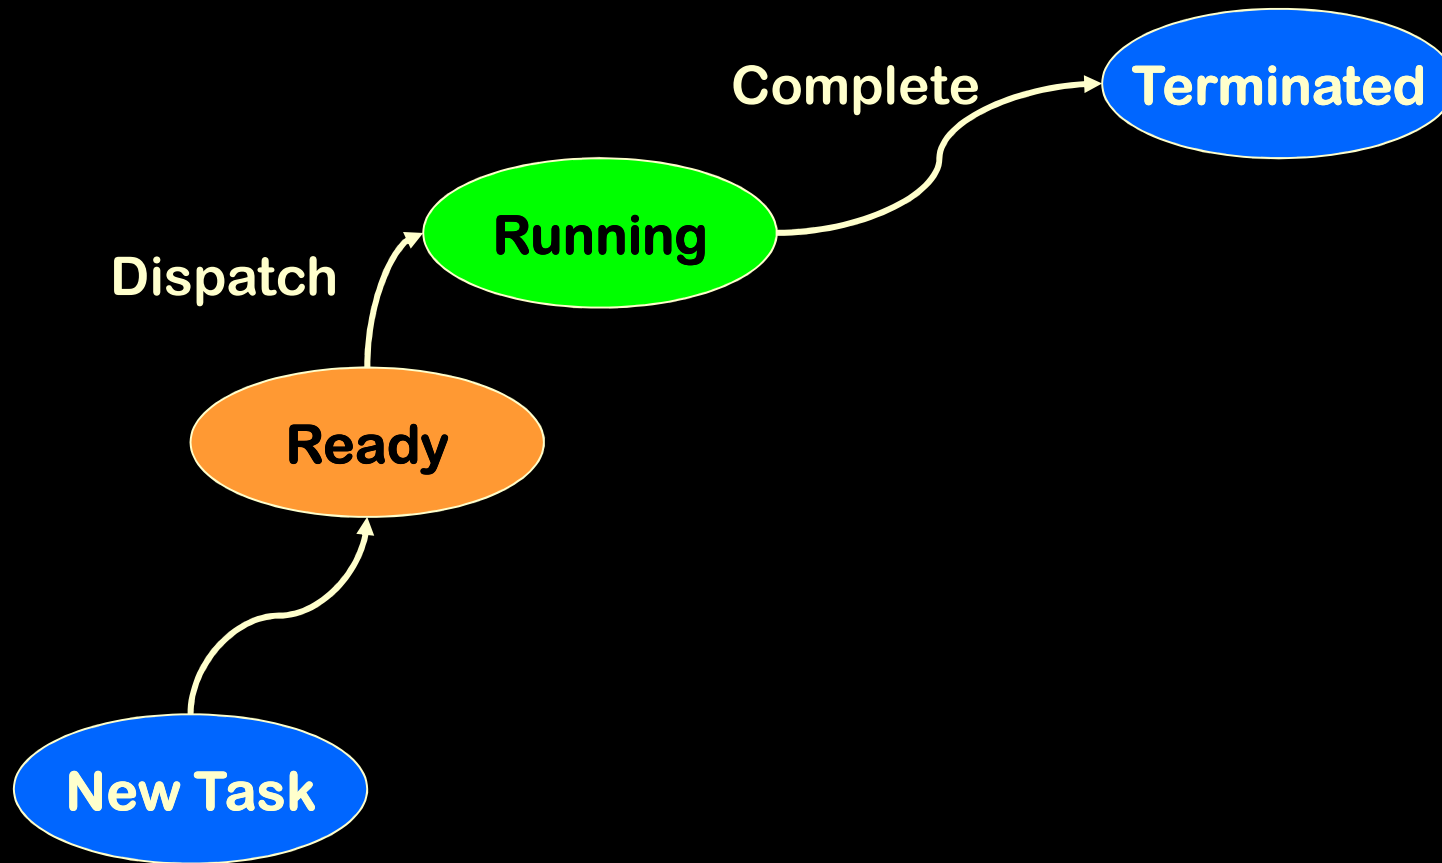 Complete
Terminated
Running
Dispatch
Ready
New Task